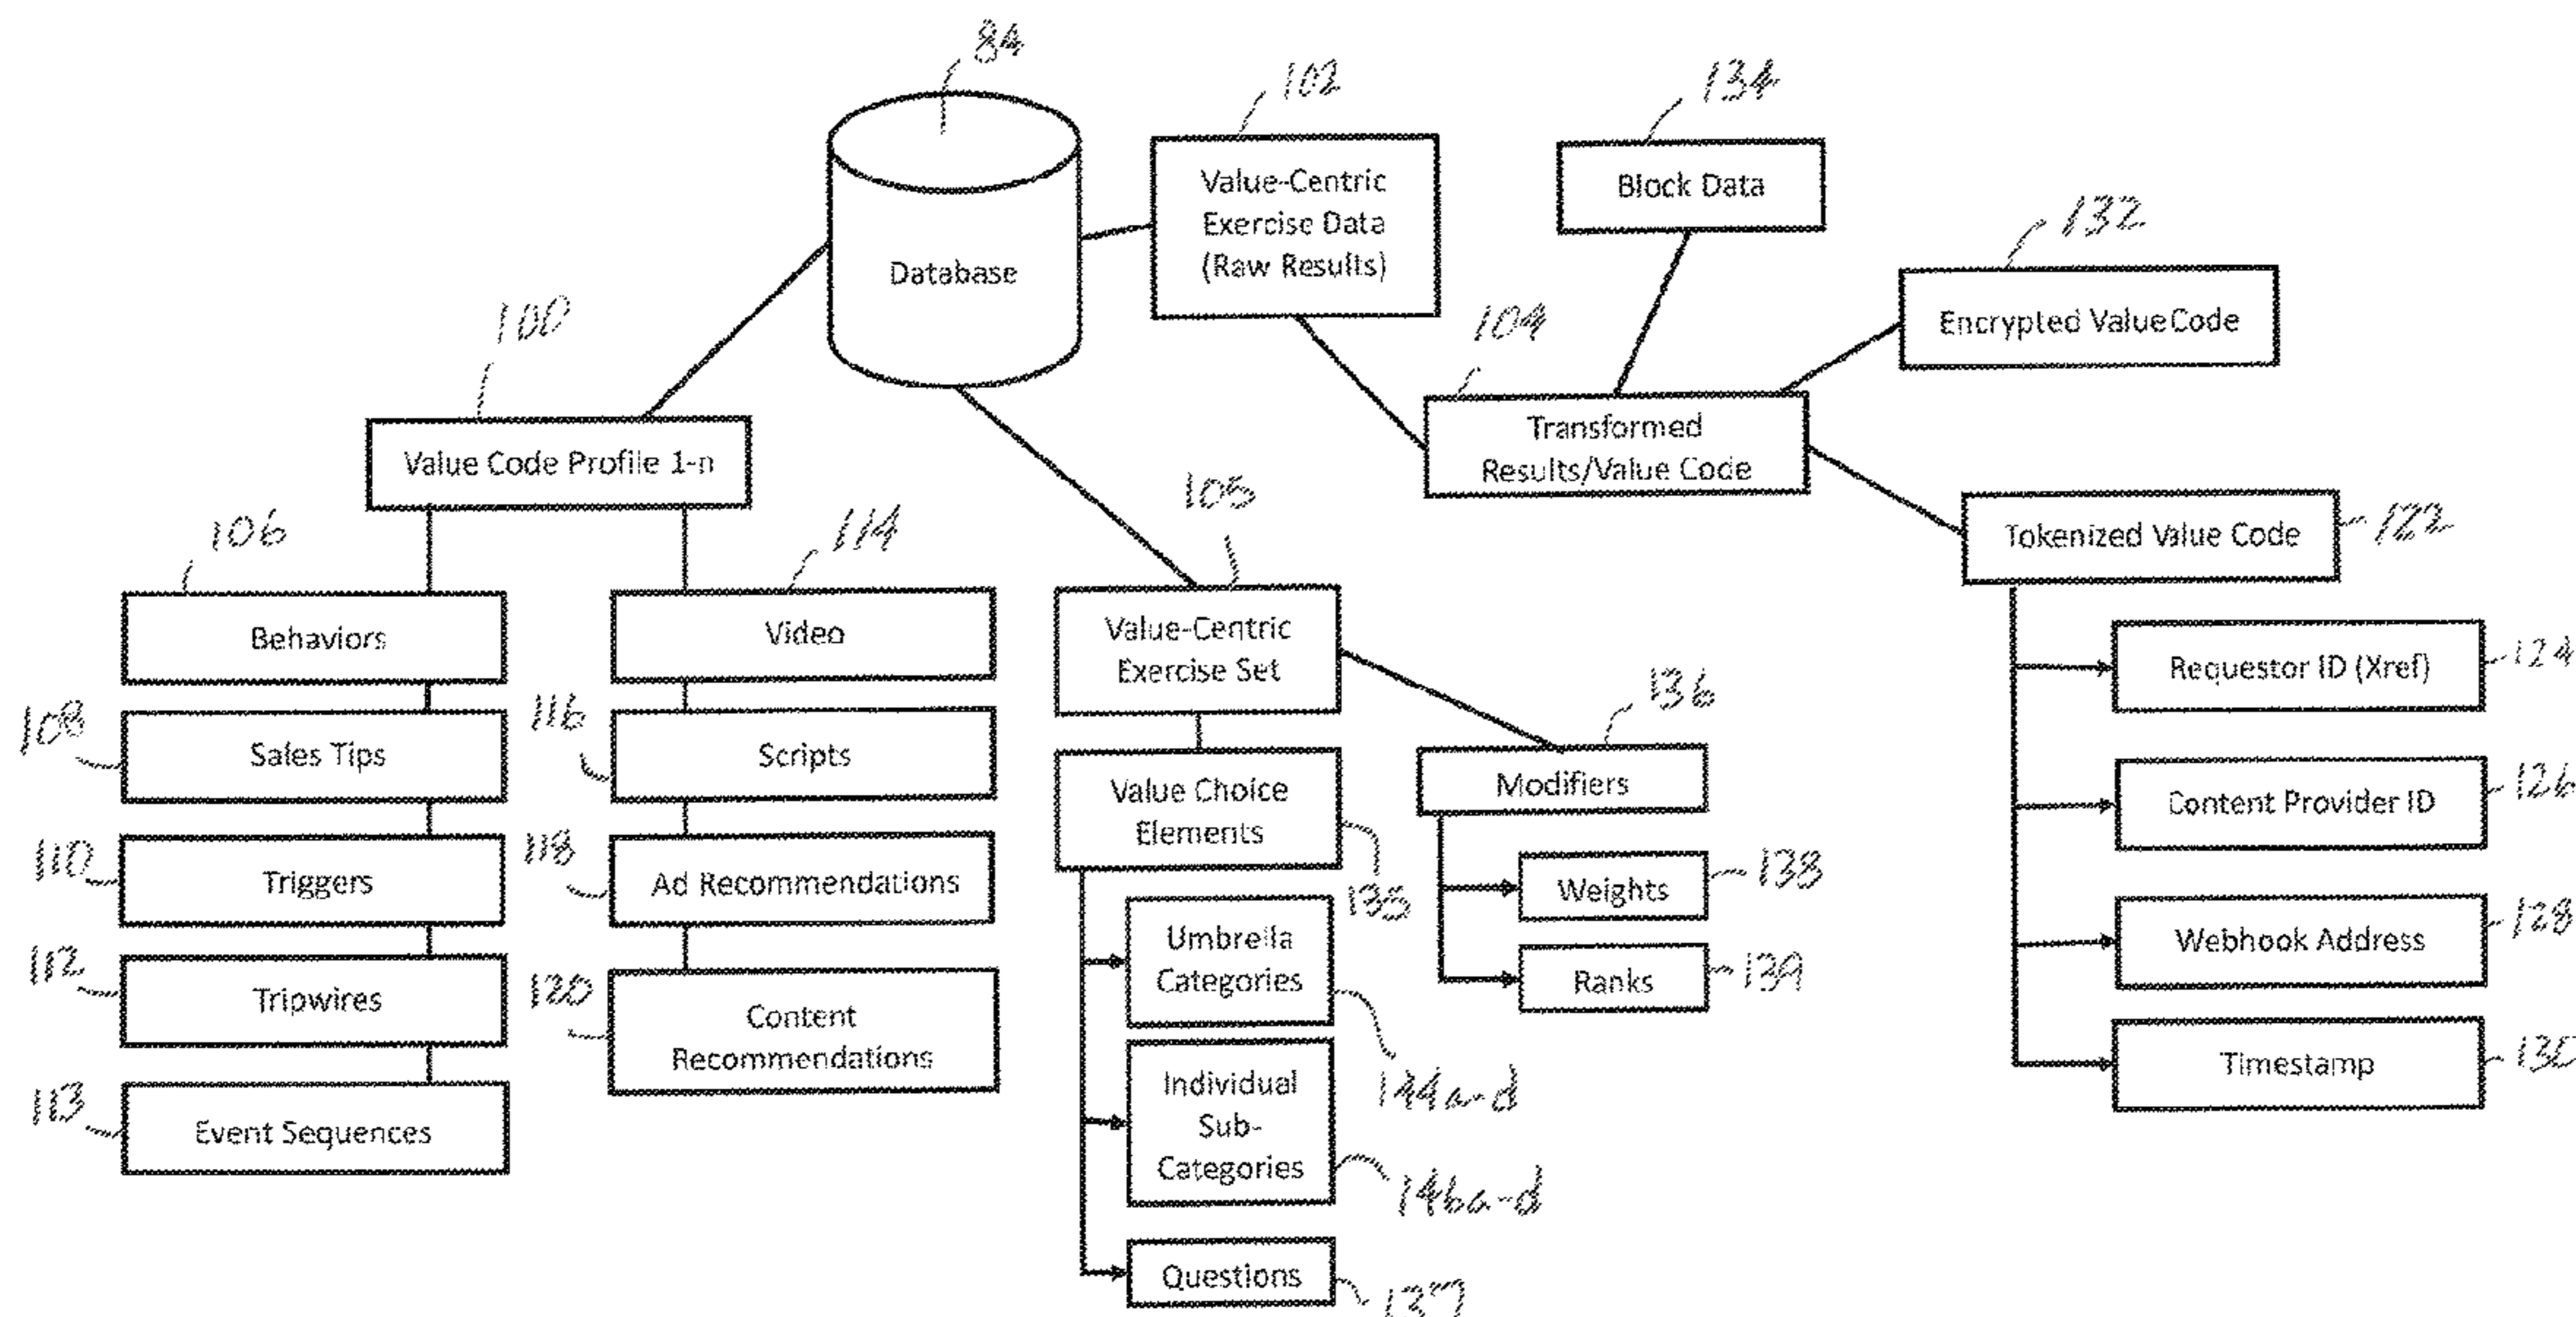 84
102
134
132
Value-Centric
Exercise Data
(Raw Results)
Block Data
Database
Encrypted ValueCode
100
104
Value Code Profile 1-n
Transformed
Results/Value Code
105
Tokenized Value Code
122
106
114
Behaviors
Video
Value-Centric
Exercise Set
Requestor ID (Xref)
124
108
Sales Tips
116
Scripts
136
Value Choice
Elements
Modifiers
Content Provider ID
126
110
Triggers
118
Ad Recommendations
135
Weights
138
Umbrella
Categories
144a-d
Webhook Address
128
112
Tripwires
120
Content
Recommendations
Ranks
139
Individual
Sub-
Categories
146a-d
Timestamp
130
113
Event Sequences
Questions
137